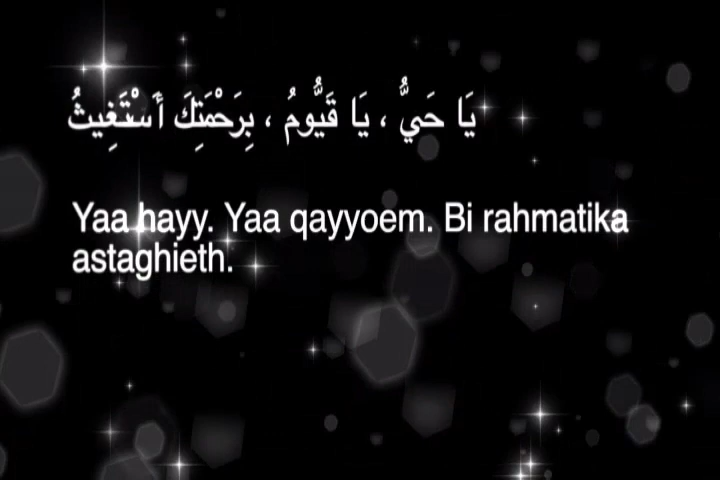 يَا حَيُّ ، يَا قَيُّومُ ، بِرَحْمَتِكَ أَسْتَغِيثُ
Yaa hayy. Yaa qayyoem. Bi rahmatika
astaghieth.